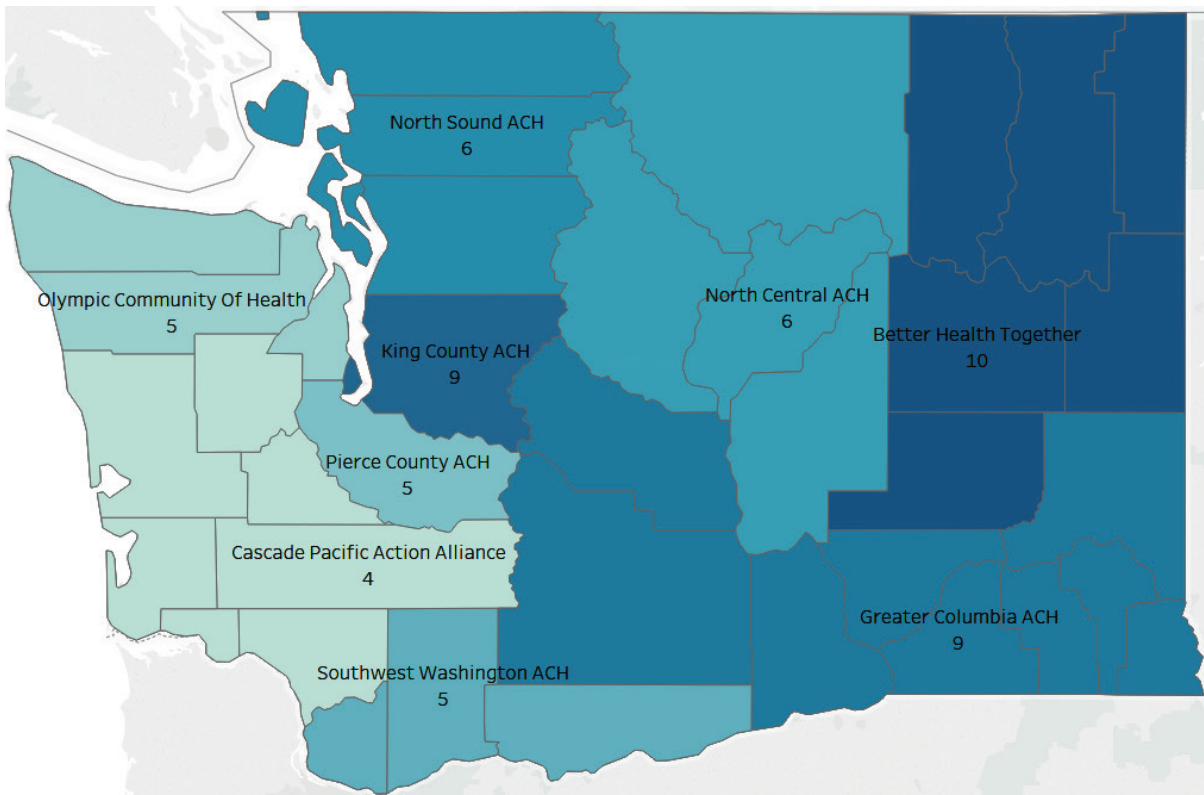 North Sound ACH
6
Olympic Community Of Health
5
North Central ACH
6
King County ACH
9
Better Health Together
10
Pierce County ACH
5
Cascade Pacific Action Alliance
4
Greater Columbia ACH
9
Southwest Washington ACH
5